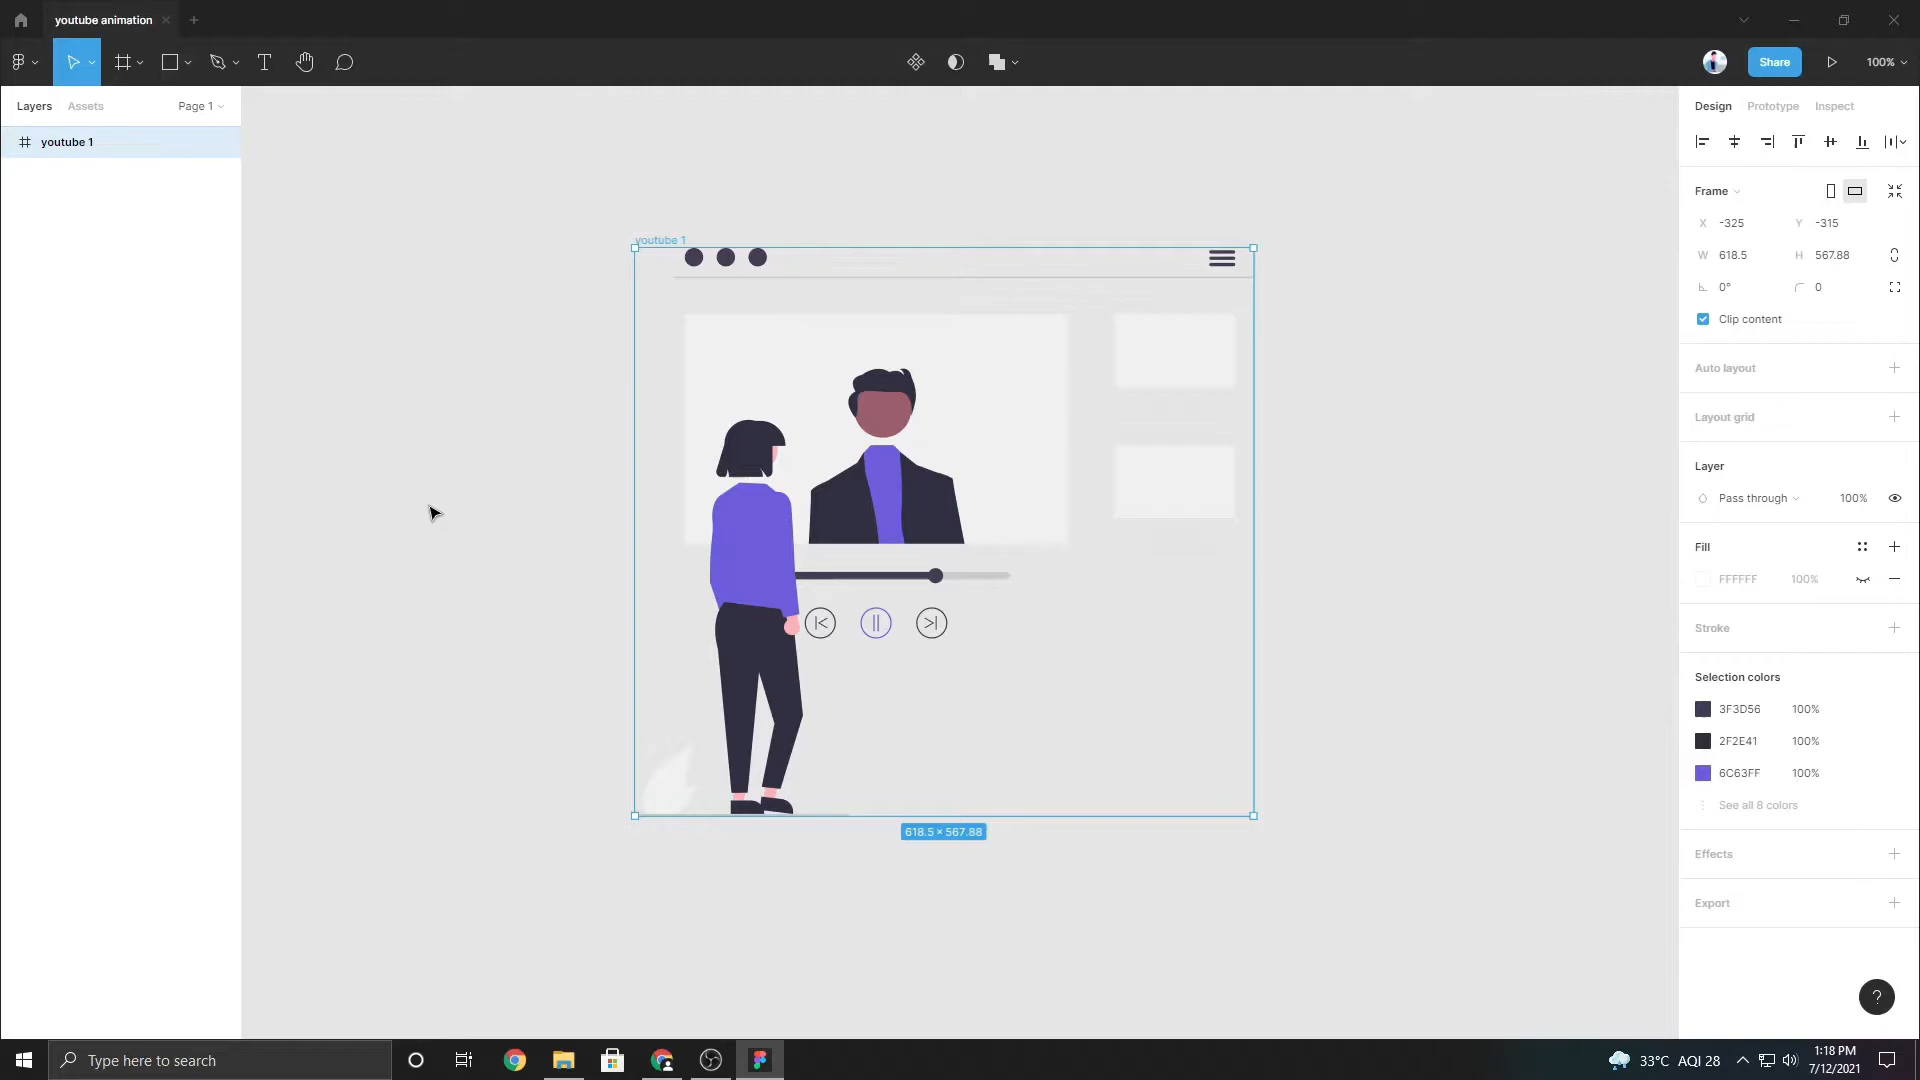 youtube animation
Share
100%
Layers
Assets
Page 1
youtube 1
youtube 1
618.5 × 567.88
Design
Prototype
Inspect
Frame
X
-325
Y
-315
W
618.5
H
567.88
0°
0
Clip content
Auto layout
Layout grid
Layer
Pass through
100%
Fill
FFFFFF
100%
Stroke
Selection colors
3F3D56
100%
2F2E41
100%
6C63FF
100%
See all 8 colors
Effects
Export
?
Type here to search
33°C AQI 28
1:18 PM
7/12/2021